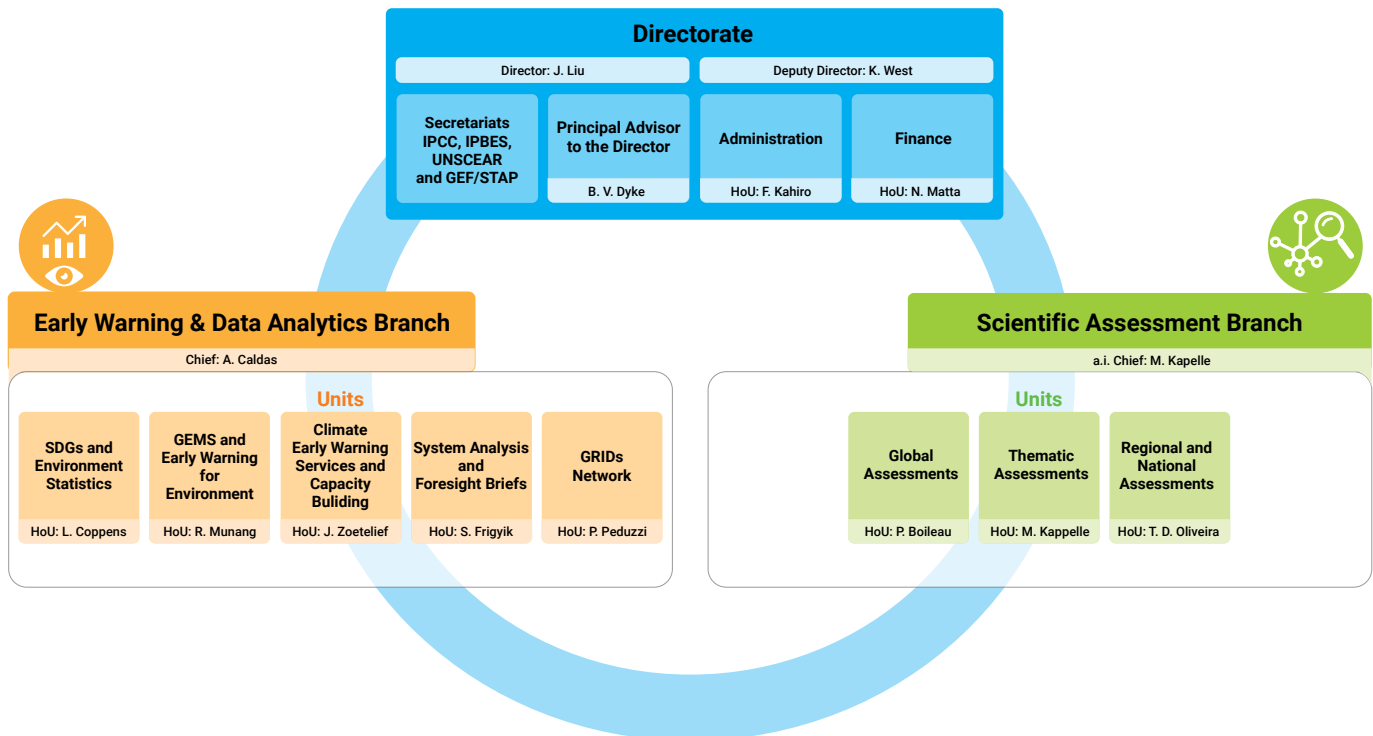 Directorate
Director: J. Liu
Deputy Director: K. West
Secretariats
IPCC, IPBES,
UNSCEAR
and GEF/STAP
Principal Advisor
to the Director
B. V. Dyke
Administration
HoU: F. Kahiro
Finance
HoU: N. Matta
Early Warning & Data Analytics Branch
Chief: A. Caldas
Units
SDGs and
Environment
Statistics
HoU: L. Coppens
GEMS and
Early Warning
for
Environment
HoU: R. Munang
Climate
Early Warning
Services and
Capacity
Buliding
HoU: J. Zoetelief
System Analysis
and
Foresight Briefs
HoU: S. Frigyik
GRIDs
Network
HoU: P. Peduzzi
Scientific Assessment Branch
a.i. Chief: M. Kapelle
Units
Global
Assessments
HoU: P. Boileau
Thematic
Assessments
HoU: M. Kappelle
Regional and
National
Assessments
HoU: T. D. Oliveira